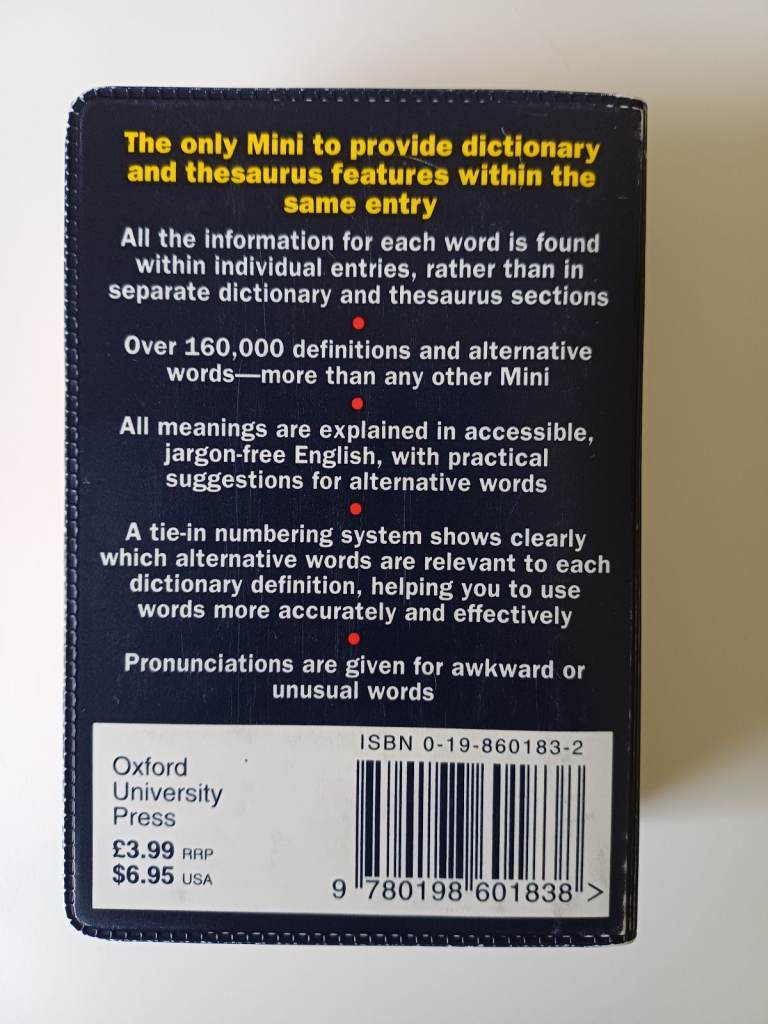 The only Mini to provide dictionary
and thesaurus features within the
same entry
All the information for each word is found
within individual entries, rather than in
separate dictionary and thesaurus sections
Over 160,000 definitions and alternative
words—more than any other Mini
All meanings are explained in accessible,
jargon-free English, with practical
suggestions for alternative words
A tie-in numbering system shows clearly
which alternative words are relevant to each
dictionary definition, helping you to use
words more accurately and effectively
Pronunciations are given for awkward or
unusual words
Oxford
University
Press
£3.99 RRP
$6.95 USA
ISBN 0-19-860183-2
9 780198 601838 >